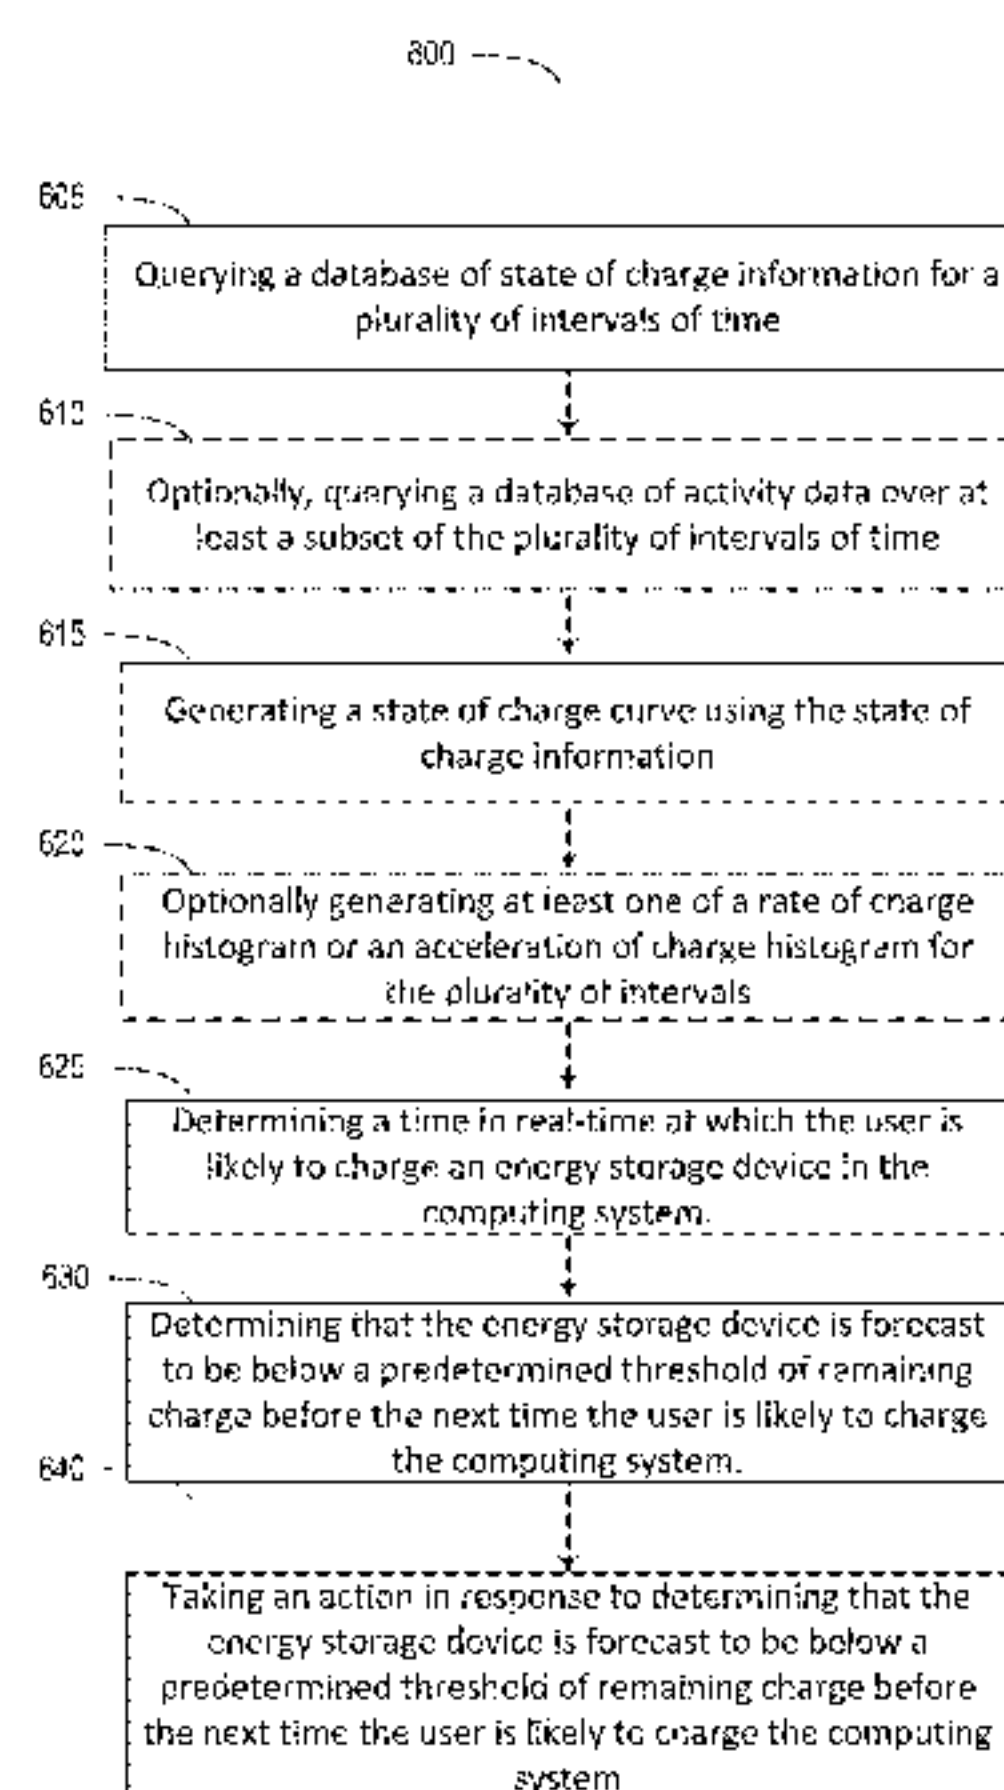 600
605
Querying a database of state of charge information for a
plurality of intervals of time
610
Optionally, querying a database of activity data over at
least a subset of the plurality of intervals of time
615
Generating a state of charge curve using the state of
charge information
620
Optionally generating at least one of a rate of charge
histogram or an acceleration of charge histogram for
the plurality of intervals
625
Determining a time in real-time at which the user is
likely to charge an energy storage device in the
computing system.
630
Determining that the energy storage device is forecast
to be below a predetermined threshold of remaining
charge before the next time the user is likely to charge
the computing system.
640
Taking an action in response to determining that the
energy storage device is forecast to be below a
predetermined threshold of remaining charge before
the next time the user is likely to charge the computing
system